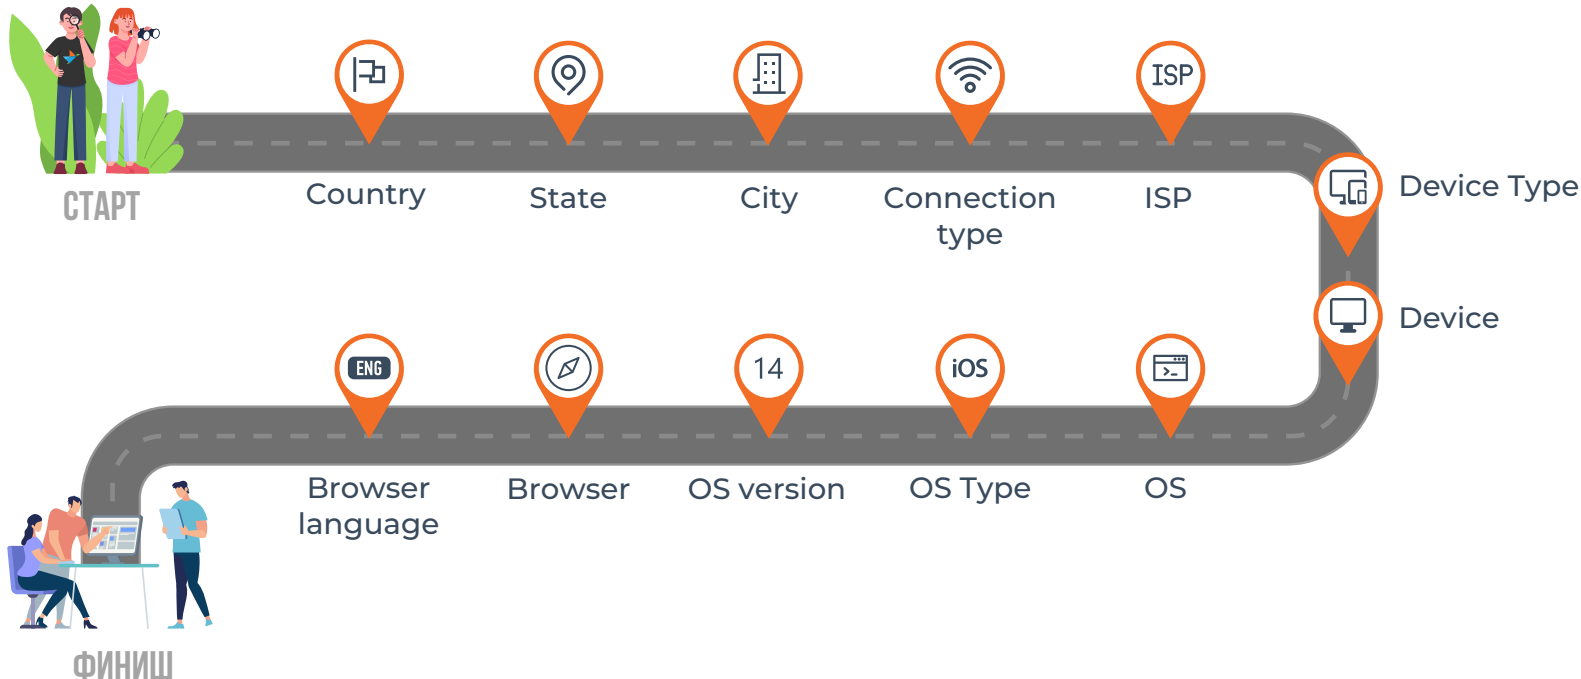 ISP
СТАРТ
Country
State
City
Connection
type
ISP
Device Type
Device
ENG
14
iOS
Browser
language
Browser
OS version
OS Type
OS
ФИНИШ